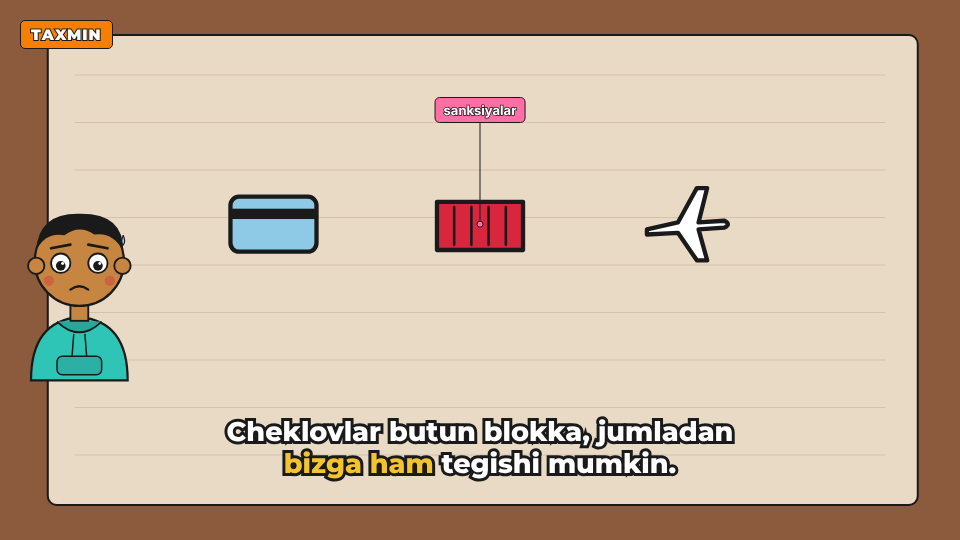 TAXMIN
sanksiyalar
Cheklovlar butun blokka, jumladan
bizga ham tegishi mumkin.